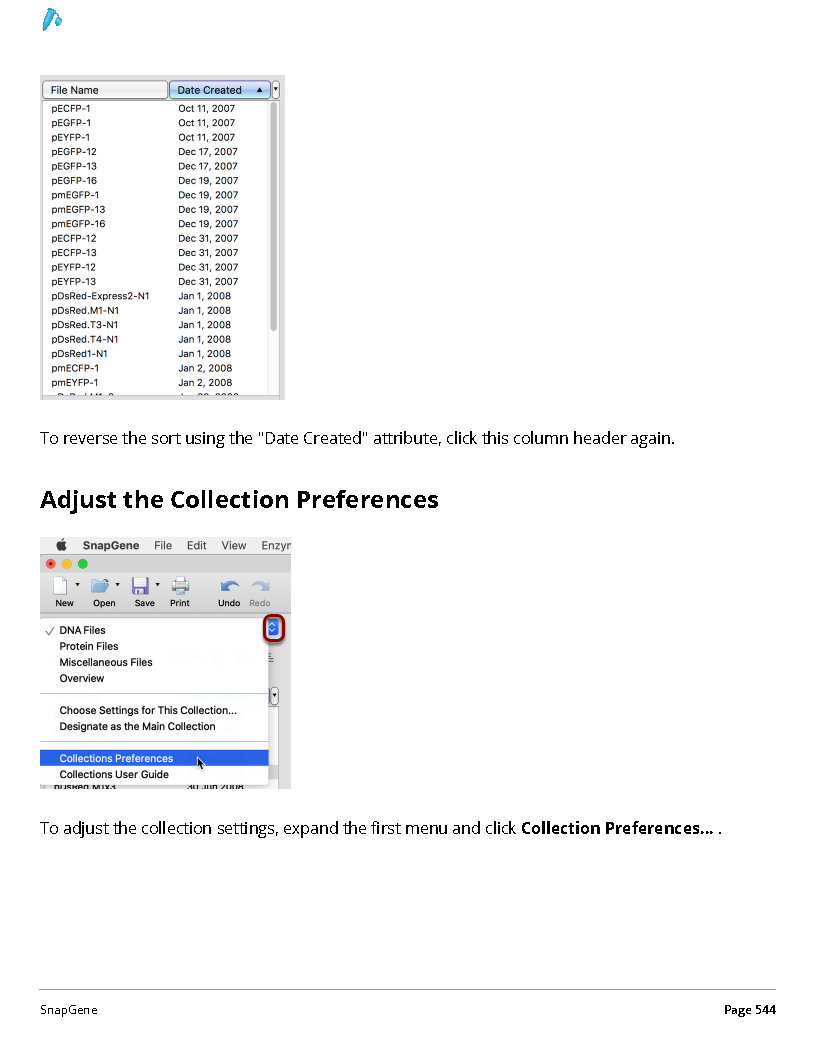 File Name Date Created
pECFP-1 Oct 11, 2007
pEGFP-1 Oct 11, 2007
pEYFP-1 Oct 11, 2007
pEGFP-12 Dec 17, 2007
pEGFP-13 Dec 17, 2007
pEGFP-16 Dec 19, 2007
pmEGFP-1 Dec 19, 2007
pmEGFP-13 Dec 19, 2007
pmEGFP-16 Dec 19, 2007
pECFP-12 Dec 31, 2007
pECFP-13 Dec 31, 2007
pEYFP-12 Dec 31, 2007
pEYFP-13 Dec 31, 2007
pDsRed-Express2-N1 Jan 1, 2008
pDsRed.M1-N1 Jan 1, 2008
pDsRed.T3-N1 Jan 1, 2008
pDsRed.T4-N1 Jan 1, 2008
pDsRed1-N1 Jan 1, 2008
pmECFP-1 Jan 2, 2008
pmEYFP-1 Jan 2, 2008
To reverse the sort using the "Date Created" attribute, click this column header again.
Adjust the Collection Preferences
SnapGene File Edit View Enzyr
New Open Save Print Undo Redo
✓ DNA Files
Protein Files
Miscellaneous Files
Overview
Choose Settings for This Collection...
Designate as the Main Collection
Collections Preferences
Collections User Guide
pDsRed.M1x3 30 Jun 2008
To adjust the collection settings, expand the first menu and click Collection Preferences... .
SnapGene Page 544